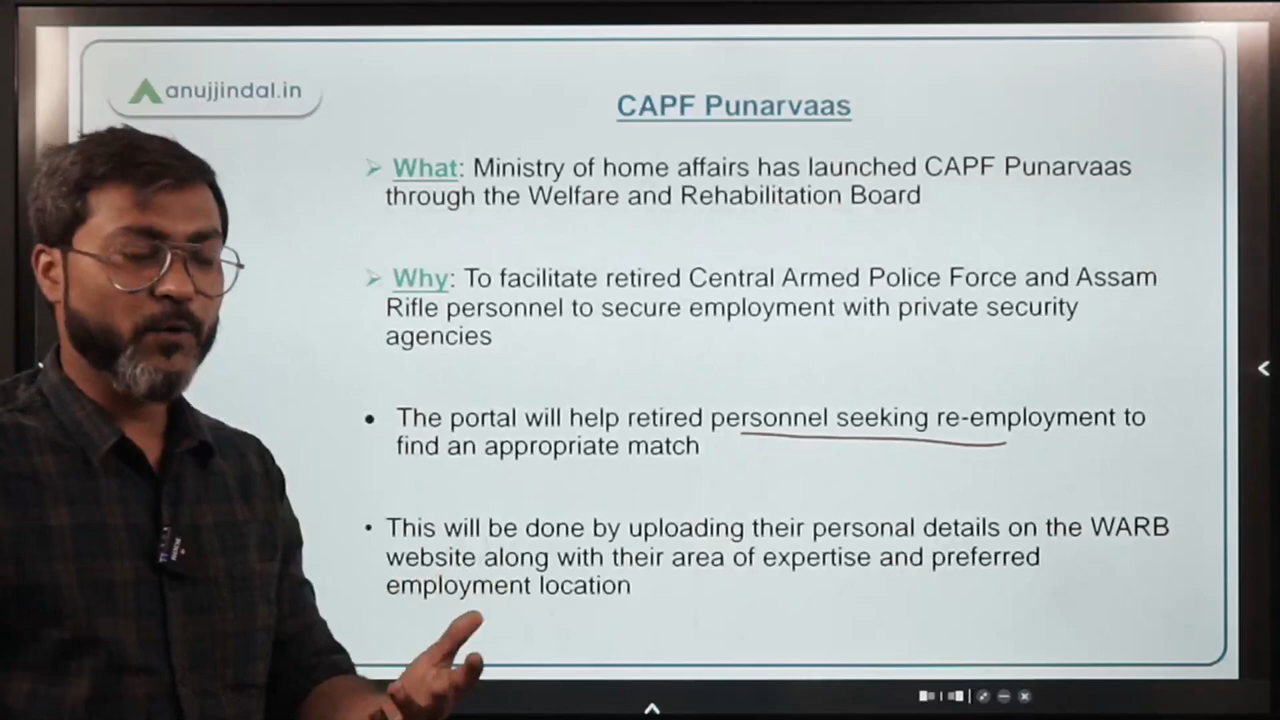 anujjindal.in
CAPF Punarvaas
What: Ministry of home affairs has launched CAPF Punarvaas
through the Welfare and Rehabilitation Board
Why: To facilitate retired Central Armed Police Force and Assam
Rifle personnel to secure employment with private security
agencies
The portal will help retired personnel seeking re-employment to
find an appropriate match
This will be done by uploading their personal details on the WARB
website along with their area of expertise and preferred
employment location